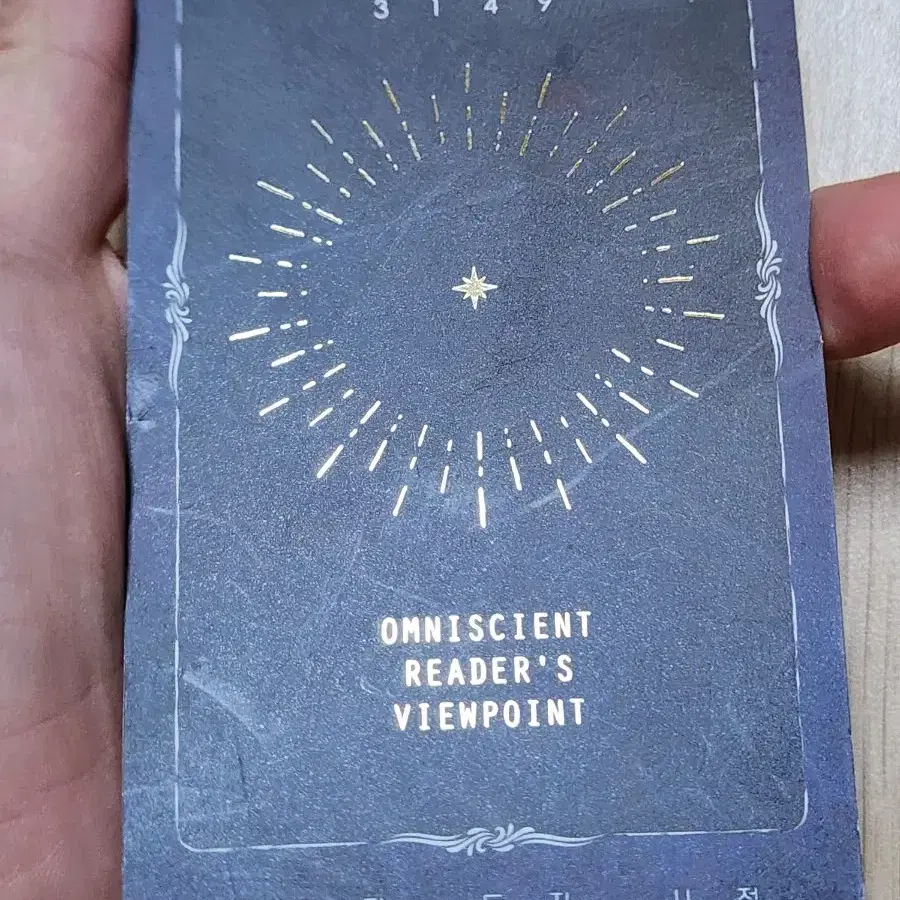 3 1 4 9
OMNISCIENT
READER'S
VIEWPOINT